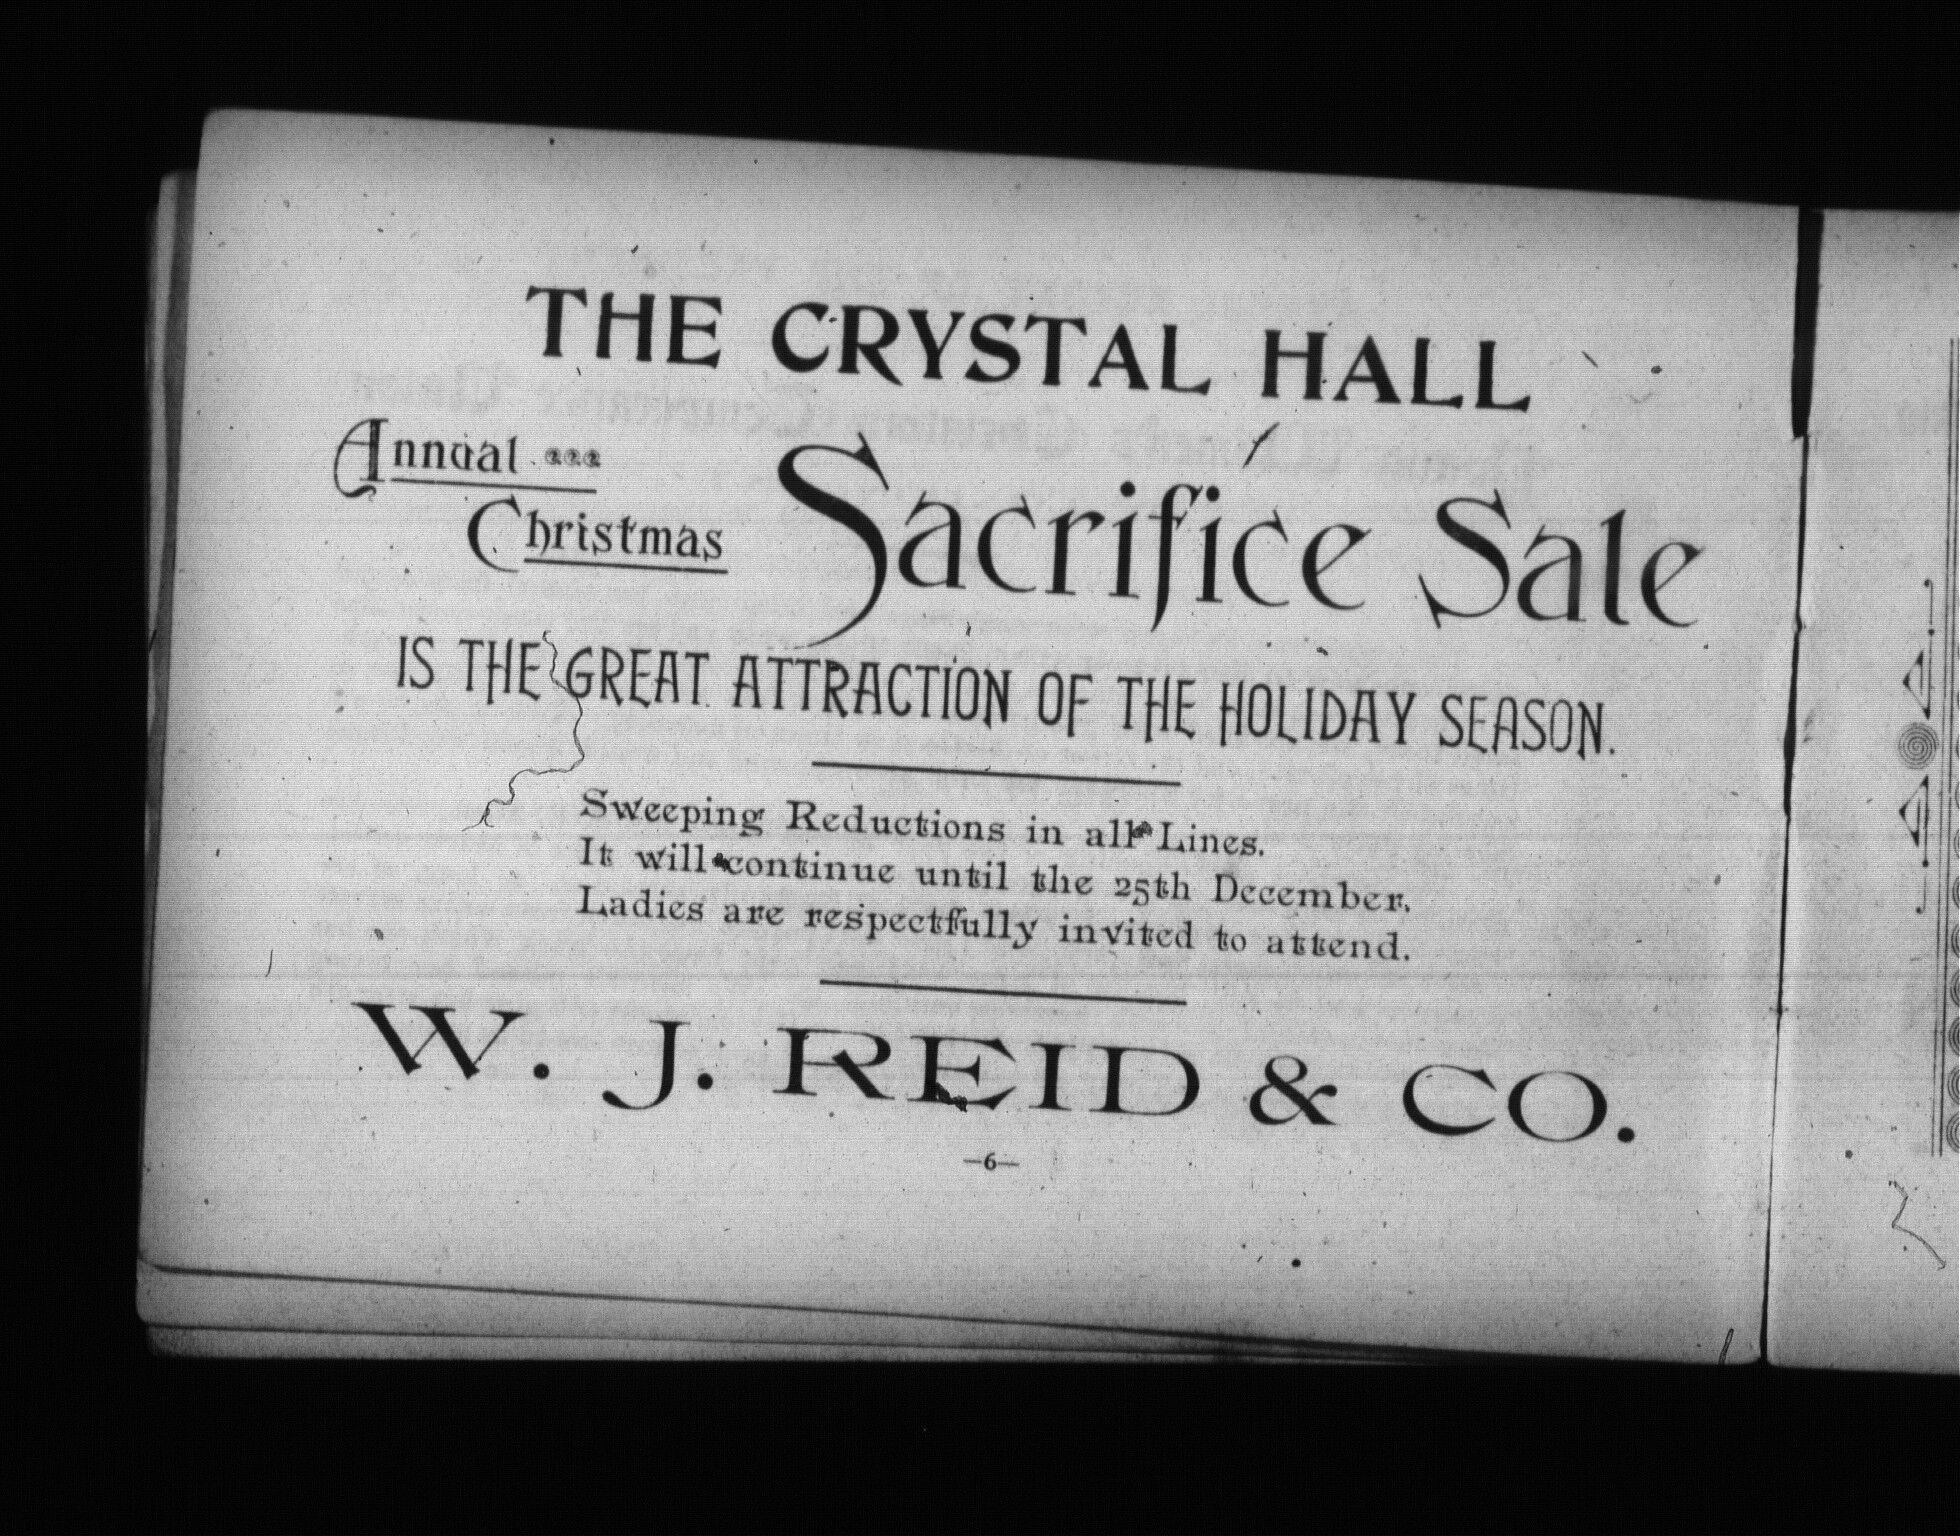 THE CRYSTAL HALL
Annual
Christmas
Sacrifice Sale
IS THE GREAT ATTRACTION OF THE HOLIDAY SEASON.
Sweeping Reductions in all Lines.
It will continue until the 25th December.
Ladies are respectfully invited to attend.
W. J. REID & CO.
—6—